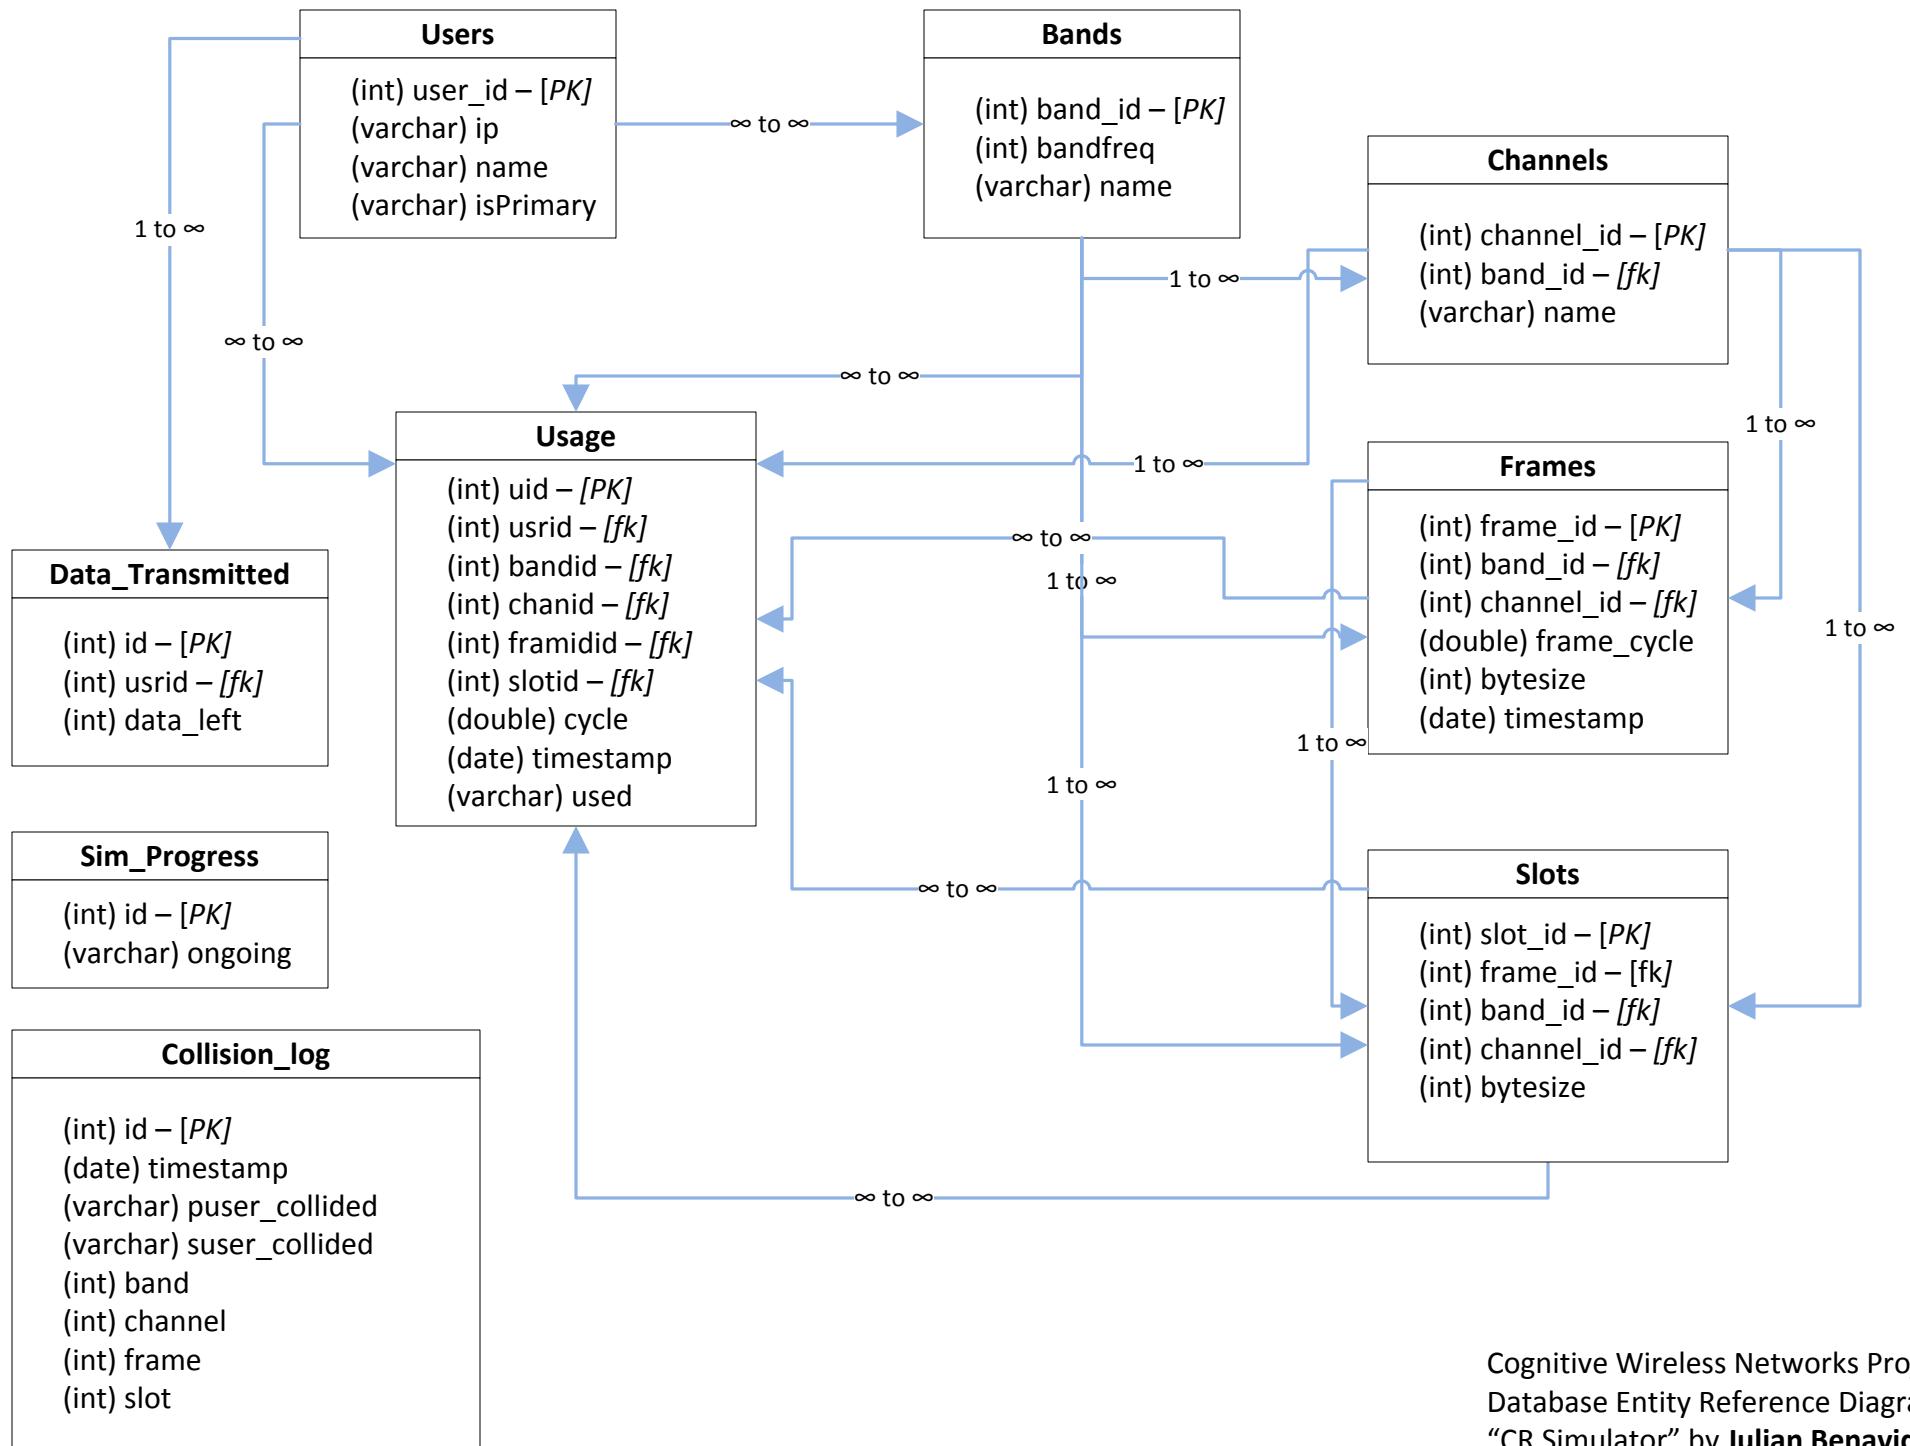 Users
(int) user_id – [PK]
(varchar) ip
(varchar) name
(varchar) isPrimary
Bands
(int) band_id – [PK]
(int) bandfreq
(varchar) name
Channels
(int) channel_id – [PK]
(int) band_id – [fk]
(varchar) name
∞ to ∞
1 to ∞
∞ to ∞
1 to ∞
∞ to ∞
1 to ∞
1 to ∞
1 to ∞
Usage
(int) uid – [PK]
(int) usrid – [fk]
(int) bandid – [fk]
(int) chanid – [fk]
(int) framidid – [fk]
(int) slotid – [fk]
(double) cycle
(date) timestamp
(varchar) used
∞ to ∞
1 to ∞
1 to ∞
1 to ∞
Frames
(int) frame_id – [PK]
(int) band_id – [fk]
(int) channel_id – [fk]
(double) frame_cycle
(int) bytesize
(date) timestamp
Data_Transmitted
(int) id – [PK]
(int) usrid – [fk]
(int) data_left
Sim_Progress
(int) id – [PK]
(varchar) ongoing
∞ to ∞
Slots
(int) slot_id – [PK]
(int) frame_id – [fk]
(int) band_id – [fk]
(int) channel_id – [fk]
(int) bytesize
∞ to ∞
Collision_log
(int) id – [PK]
(date) timestamp
(varchar) puser_collided
(varchar) suser_collided
(int) band
(int) channel
(int) frame
(int) slot
Cognitive Wireless Networks
Database Entity Reference
“CR Simulator” by Julian